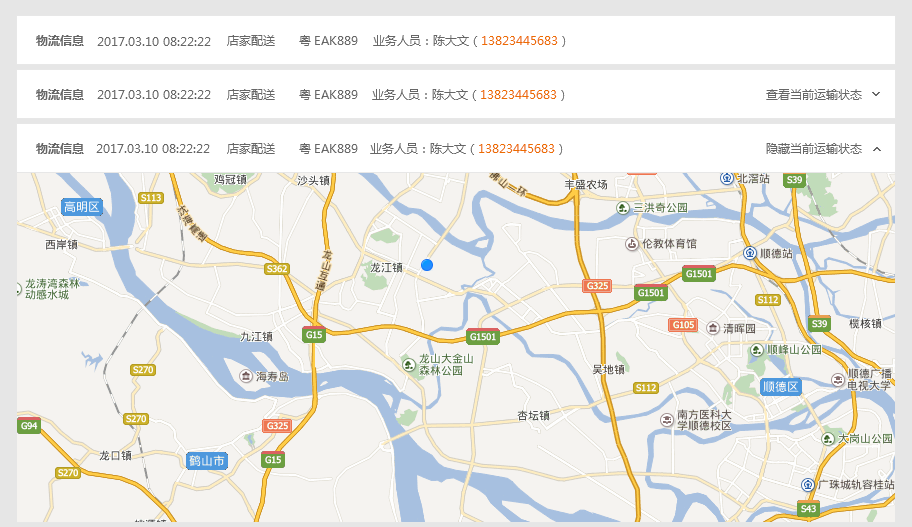 物流信息 2017.03.10 08:22:22 店家配送 粤 EAK889 业务人员：陈大文 ( 13823445683 )
物流信息 2017.03.10 08:22:22 店家配送 粤 EAK889 业务人员：陈大文 ( 13823445683 ) 查看当前运输状态
物流信息 2017.03.10 08:22:22 店家配送 粤 EAK889 业务人员：陈大文 ( 13823445683 ) 隐藏当前运输状态
鸡冠镇
沙头镇
佛山一环
丰盛农场
北滘站
S39
S113
高明区
三洪奇公园
西岸镇
伦教体育馆
顺德站
龙山互通
S362
龙江镇
G1501
龙涛湾森林
动感水城
G325
G1501
S112
G105
清晖园
S39
榄核镇
九江镇
G15
G1501
顺峰山公园
龙山大金山
森林公园
S270
海寿岛
吴地镇
S112
顺德区
顺德广播
电视大学
杏坛镇
南方医科大
学顺德校区
S270
G94
G325
大岗山公园
龙口镇
鹤山市
G15
S270
广珠城轨容桂站
S43